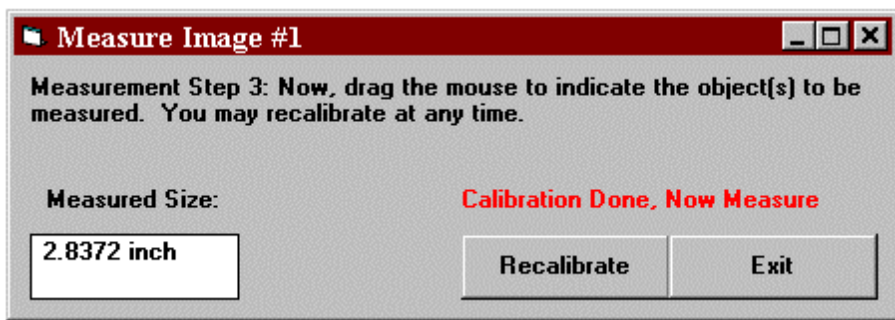 Measure Image #1
Measurement Step 3: Now, drag the mouse to indicate the object(s) to be
measured.  You may recalibrate at any time.
Measured Size:
Calibration Done, Now Measure
2.8372 inch
Recalibrate
Exit